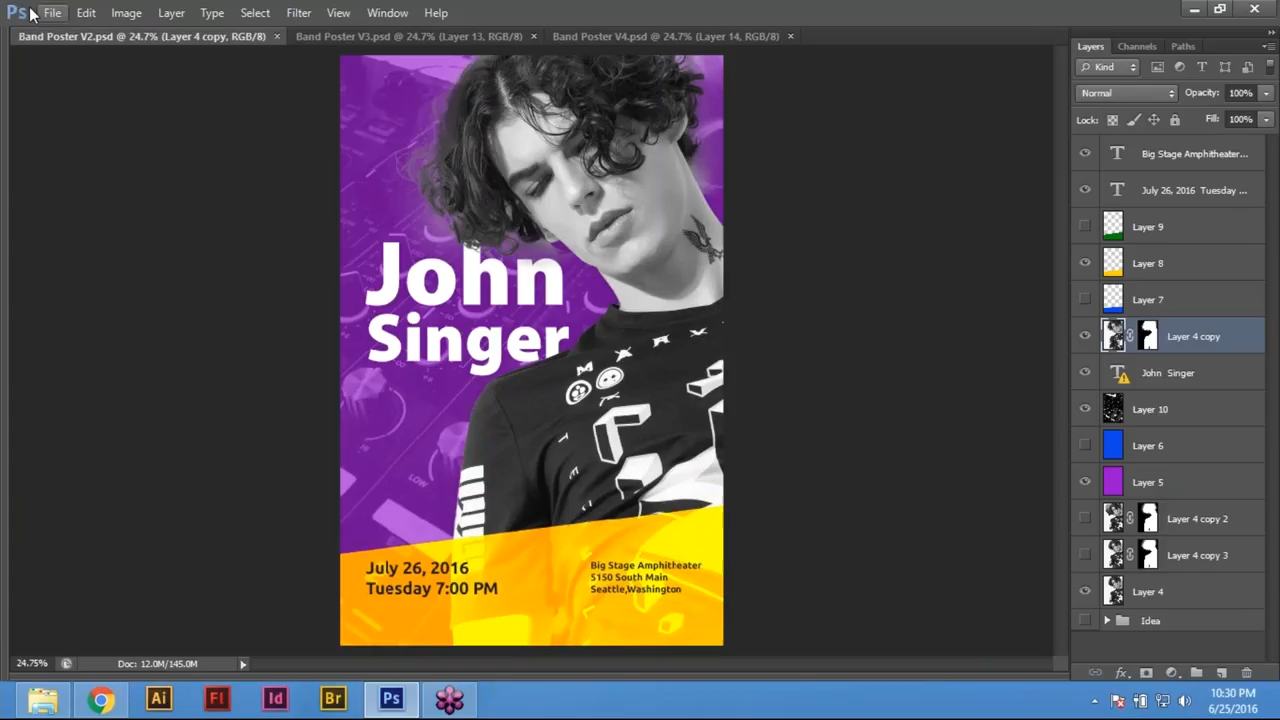 Ps File Edit Image Layer Type Select Filter View Window Help
Band Poster V2.psd @ 24.7% (Layer 4 copy, RGB/8) × Band Poster V3.psd @ 24.7% (Layer 13, RGB/8) × Band Poster V4.psd @ 24.7% (Layer 14, RGB/8) ×
Layers Channels Paths
Kind
Normal Opacity: 100%
Lock: Fill: 100%
Big Stage Amphitheater...
July 26, 2016 Tuesday ...
Layer 9
Layer 8
Layer 7
Layer 4 copy
John Singer
Layer 10
Layer 6
Layer 5
Layer 4 copy 2
Layer 4 copy 3
Layer 4
Idea
John
Singer
LOW
July 26, 2016
Tuesday 7:00 PM
Big Stage Amphitheater
5150 South Main
Seattle,Washington
24.75% Doc: 12.0M/145.0M
fx
Ai Fl Id Br Ps
10:30 PM
6/25/2016